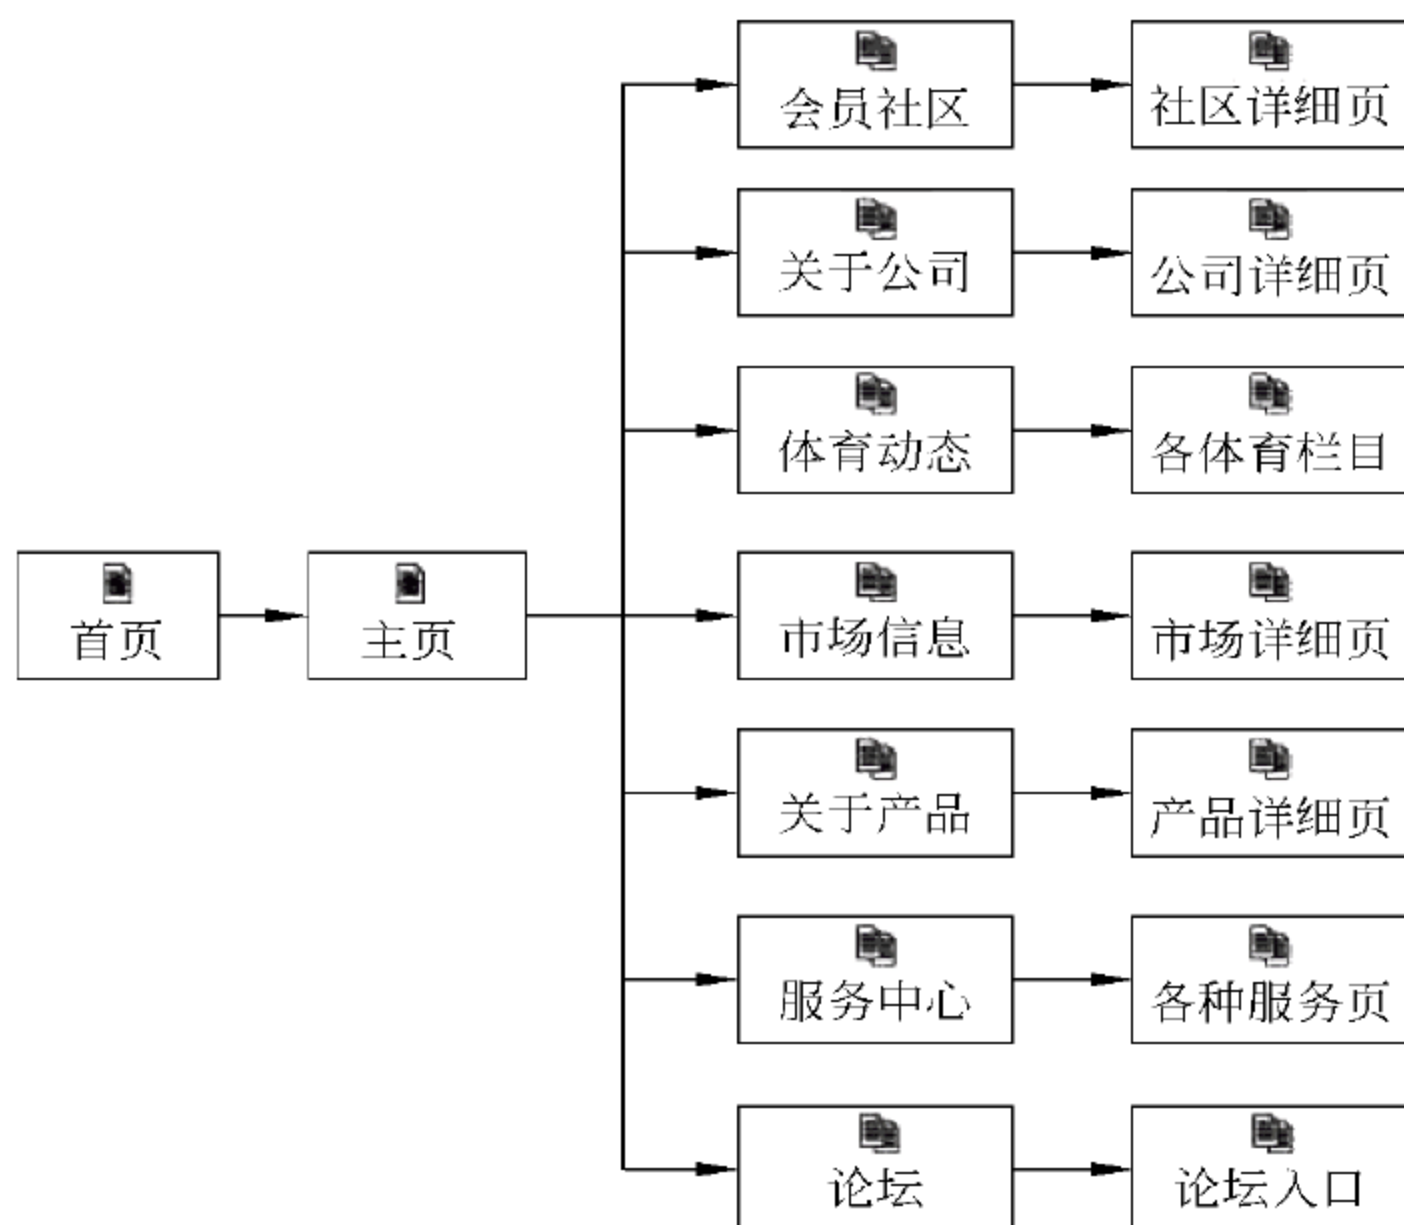 会员社区
社区详细页
关于公司
公司详细页
体育动态
各体育栏目
首页
主页
市场信息
市场详细页
关于产品
产品详细页
服务中心
各种服务页
论坛
论坛入口